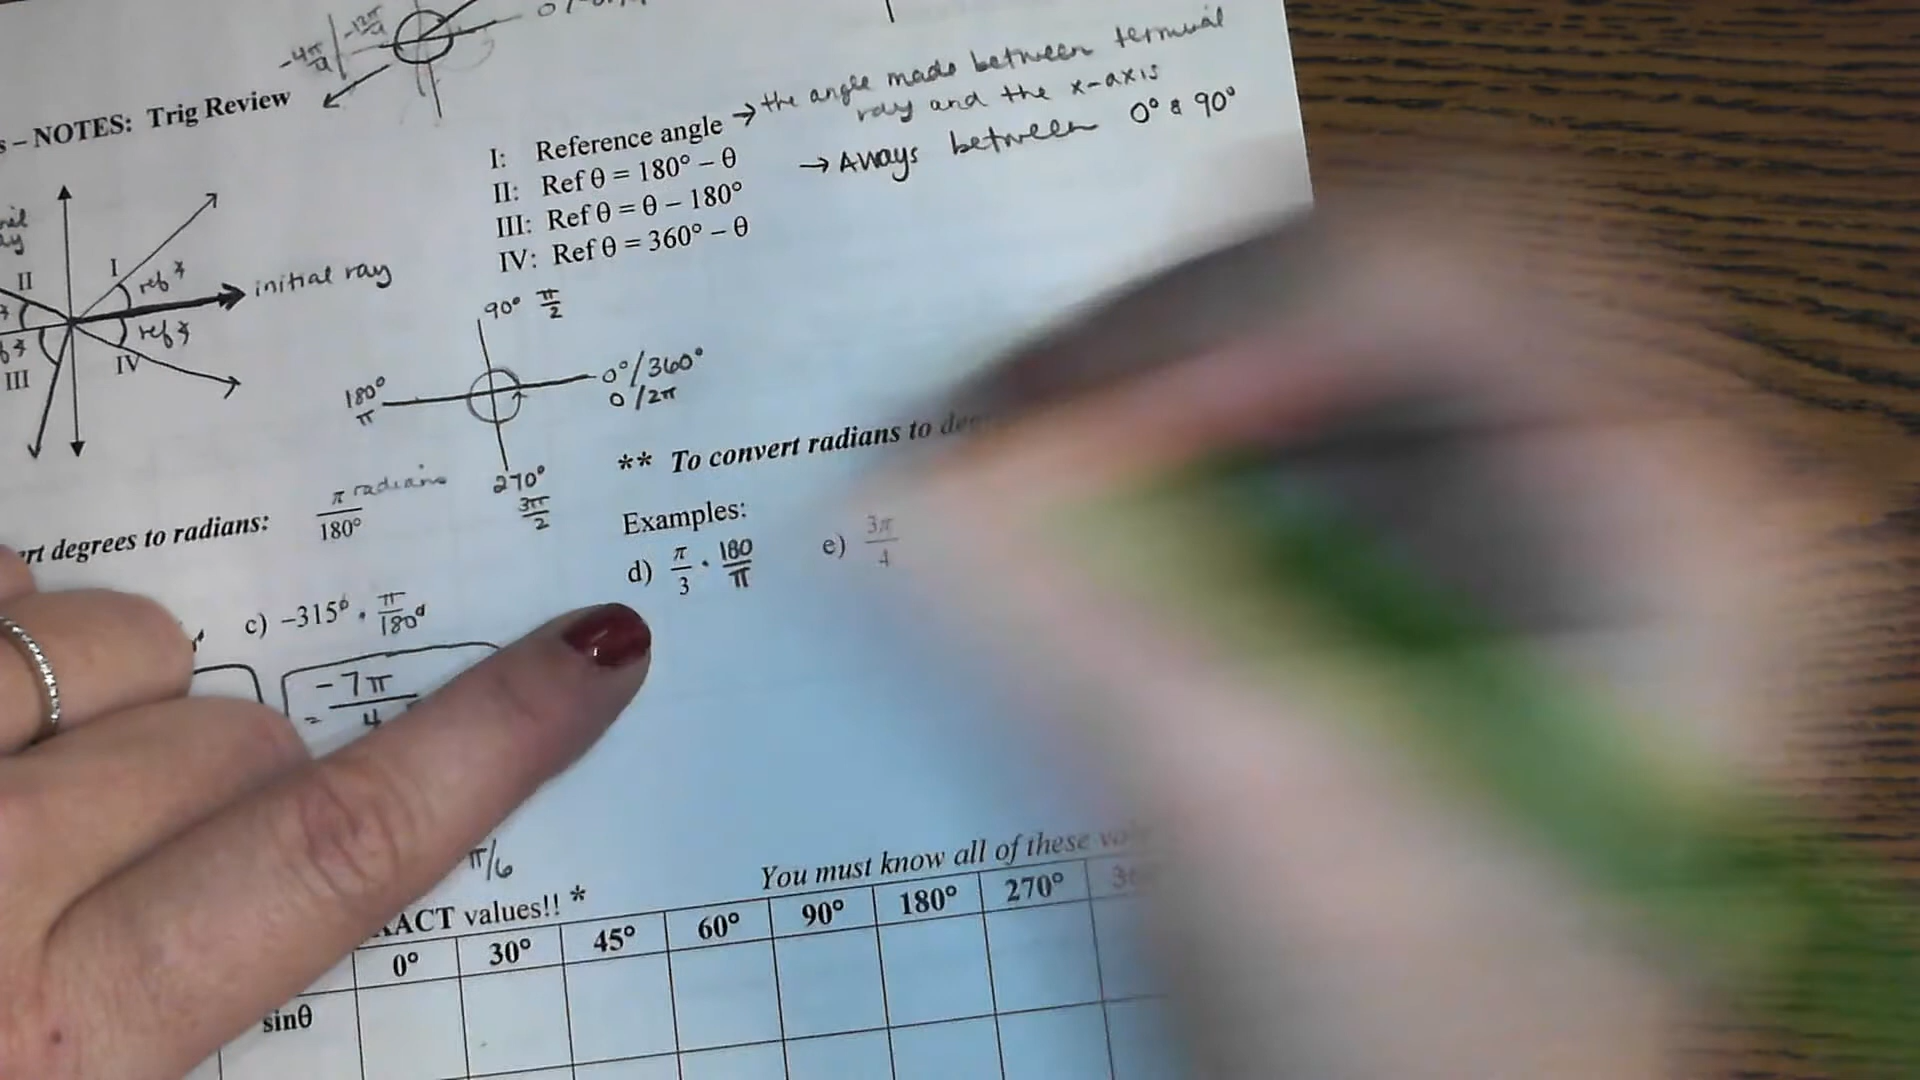 -4π/9 -12π/9
s – NOTES: Trig Review
I: Reference angle → the angle made between terminal
ray and the x-axis
II: Ref θ = 180° – θ → Always between 0° & 90°
III: Ref θ = θ – 180°
IV: Ref θ = 360° – θ
II I ref ∡ initial ray
ref ∡
III IV
90° π/2
180° 0°/360°
π 0/2π
270°
3π/2
** To convert radians to deg
rt degrees to radians: π radians/180°
Examples:
d) π/3 · 180/π e) 3π/4
c) –315° · π/180°
= -7π/4
π/6
You must know all of these
ACT values!! *
0° 30° 45° 60° 90° 180° 270°
sinθ